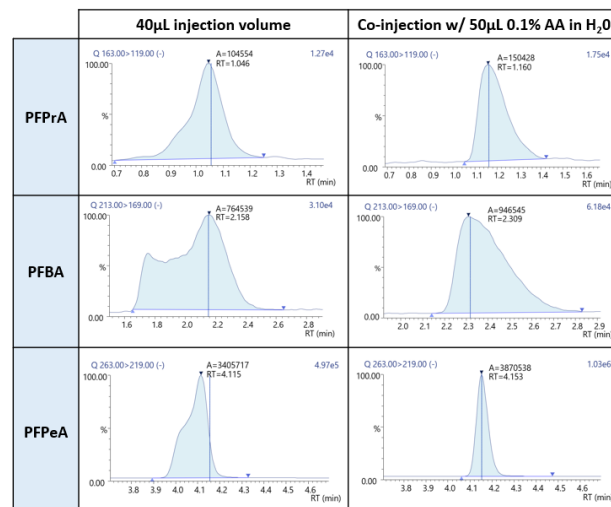 40µL injection volume
Co-injection w/ 50µL 0.1% AA in H₂0
PFPrA
Q 163.00>119.00 (-)
A=104554
RT=1.046
1.27e4
100.00
%
0.00
0.7 0.8 0.9 1.0 1.1 1.2 1.3 1.4
RT (min)
Q 163.00>119.00 (-)
A=150428
RT=1.160
1.75e4
100.00
%
0.00
0.7 0.8 0.9 1.0 1.1 1.2 1.3 1.4 1.5 1.6
RT (min)
PFBA
Q 213.00>169.00 (-)
A=764539
RT=2.158
3.10e4
100.00
%
0.00
1.6 1.8 2.0 2.2 2.4 2.6 2.8
RT (min)
Q 213.00>169.00 (-)
A=946545
RT=2.309
6.18e4
100.00
%
0.00
2.0 2.1 2.2 2.3 2.4 2.5 2.6 2.7 2.8 2.9
RT (min)
PFPeA
Q 263.00>219.00 (-)
A=3405717
RT=4.115
4.97e5
100.00
%
0.00
3.8 3.9 4.0 4.1 4.2 4.3 4.4 4.5 4.6
RT (min)
Q 263.00>219.00 (-)
A=3870538
RT=4.153
1.03e6
100.00
%
0.00
3.8 3.9 4.0 4.1 4.2 4.3 4.4 4.5 4.6
RT (min)